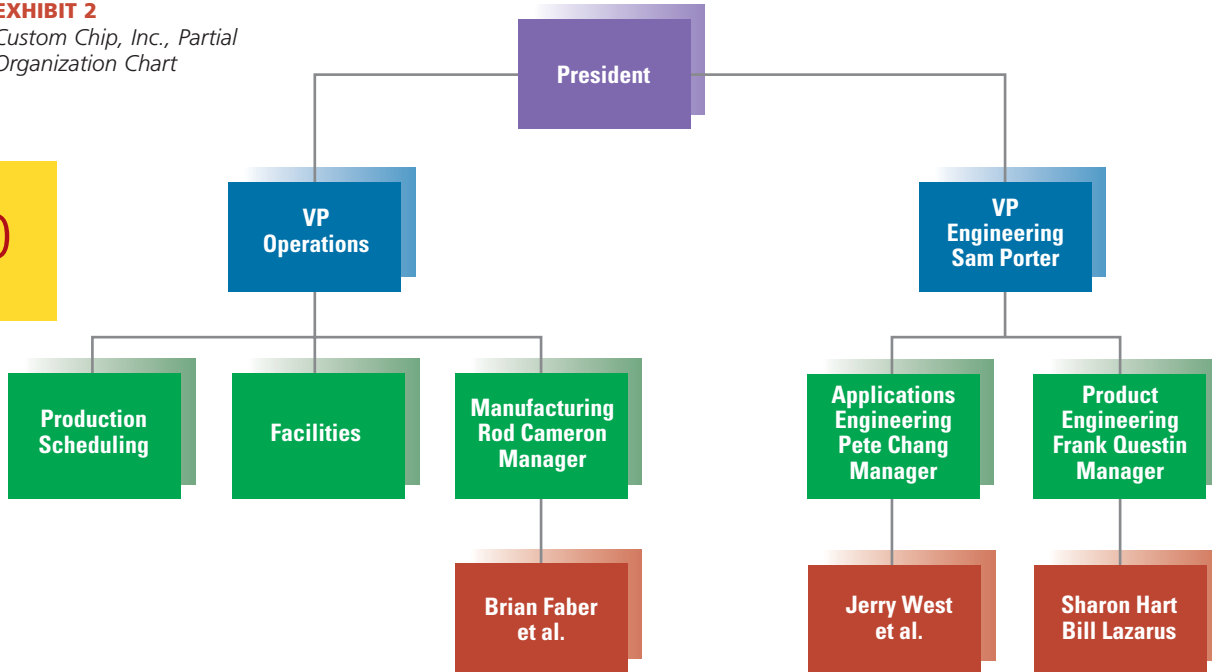 EXHIBIT 2
Custom Chip, Inc., Partial
Organization Chart
President
VP
Operations
VP
Engineering
Sam Porter
Production
Scheduling
Facilities
Manufacturing
Rod Cameron
Manager
Applications
Engineering
Pete Chang
Manager
Product
Engineering
Frank Questin
Manager
Brian Faber
et al.
Jerry West
et al.
Sharon Hart
Bill Lazarus